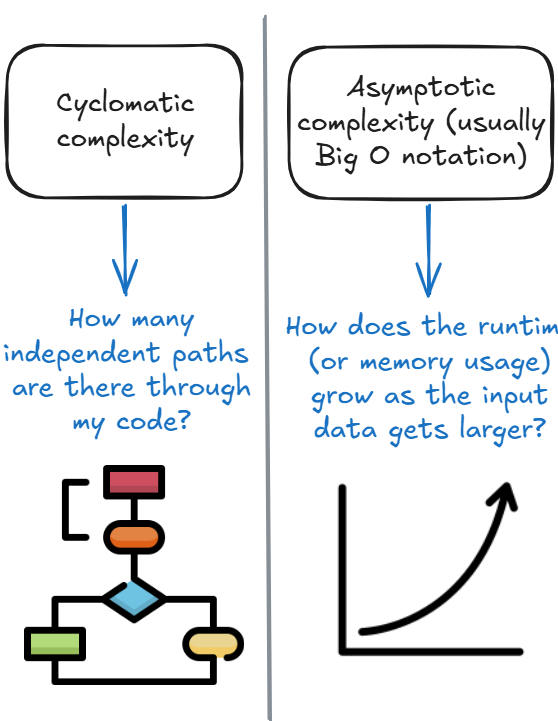 Cyclomatic
complexity
How many
independent paths
are there through
my code?
Asymptotic
complexity (usually
Big O notation)
How does the runtim
(or memory usage)
grow as the input
data gets larger?